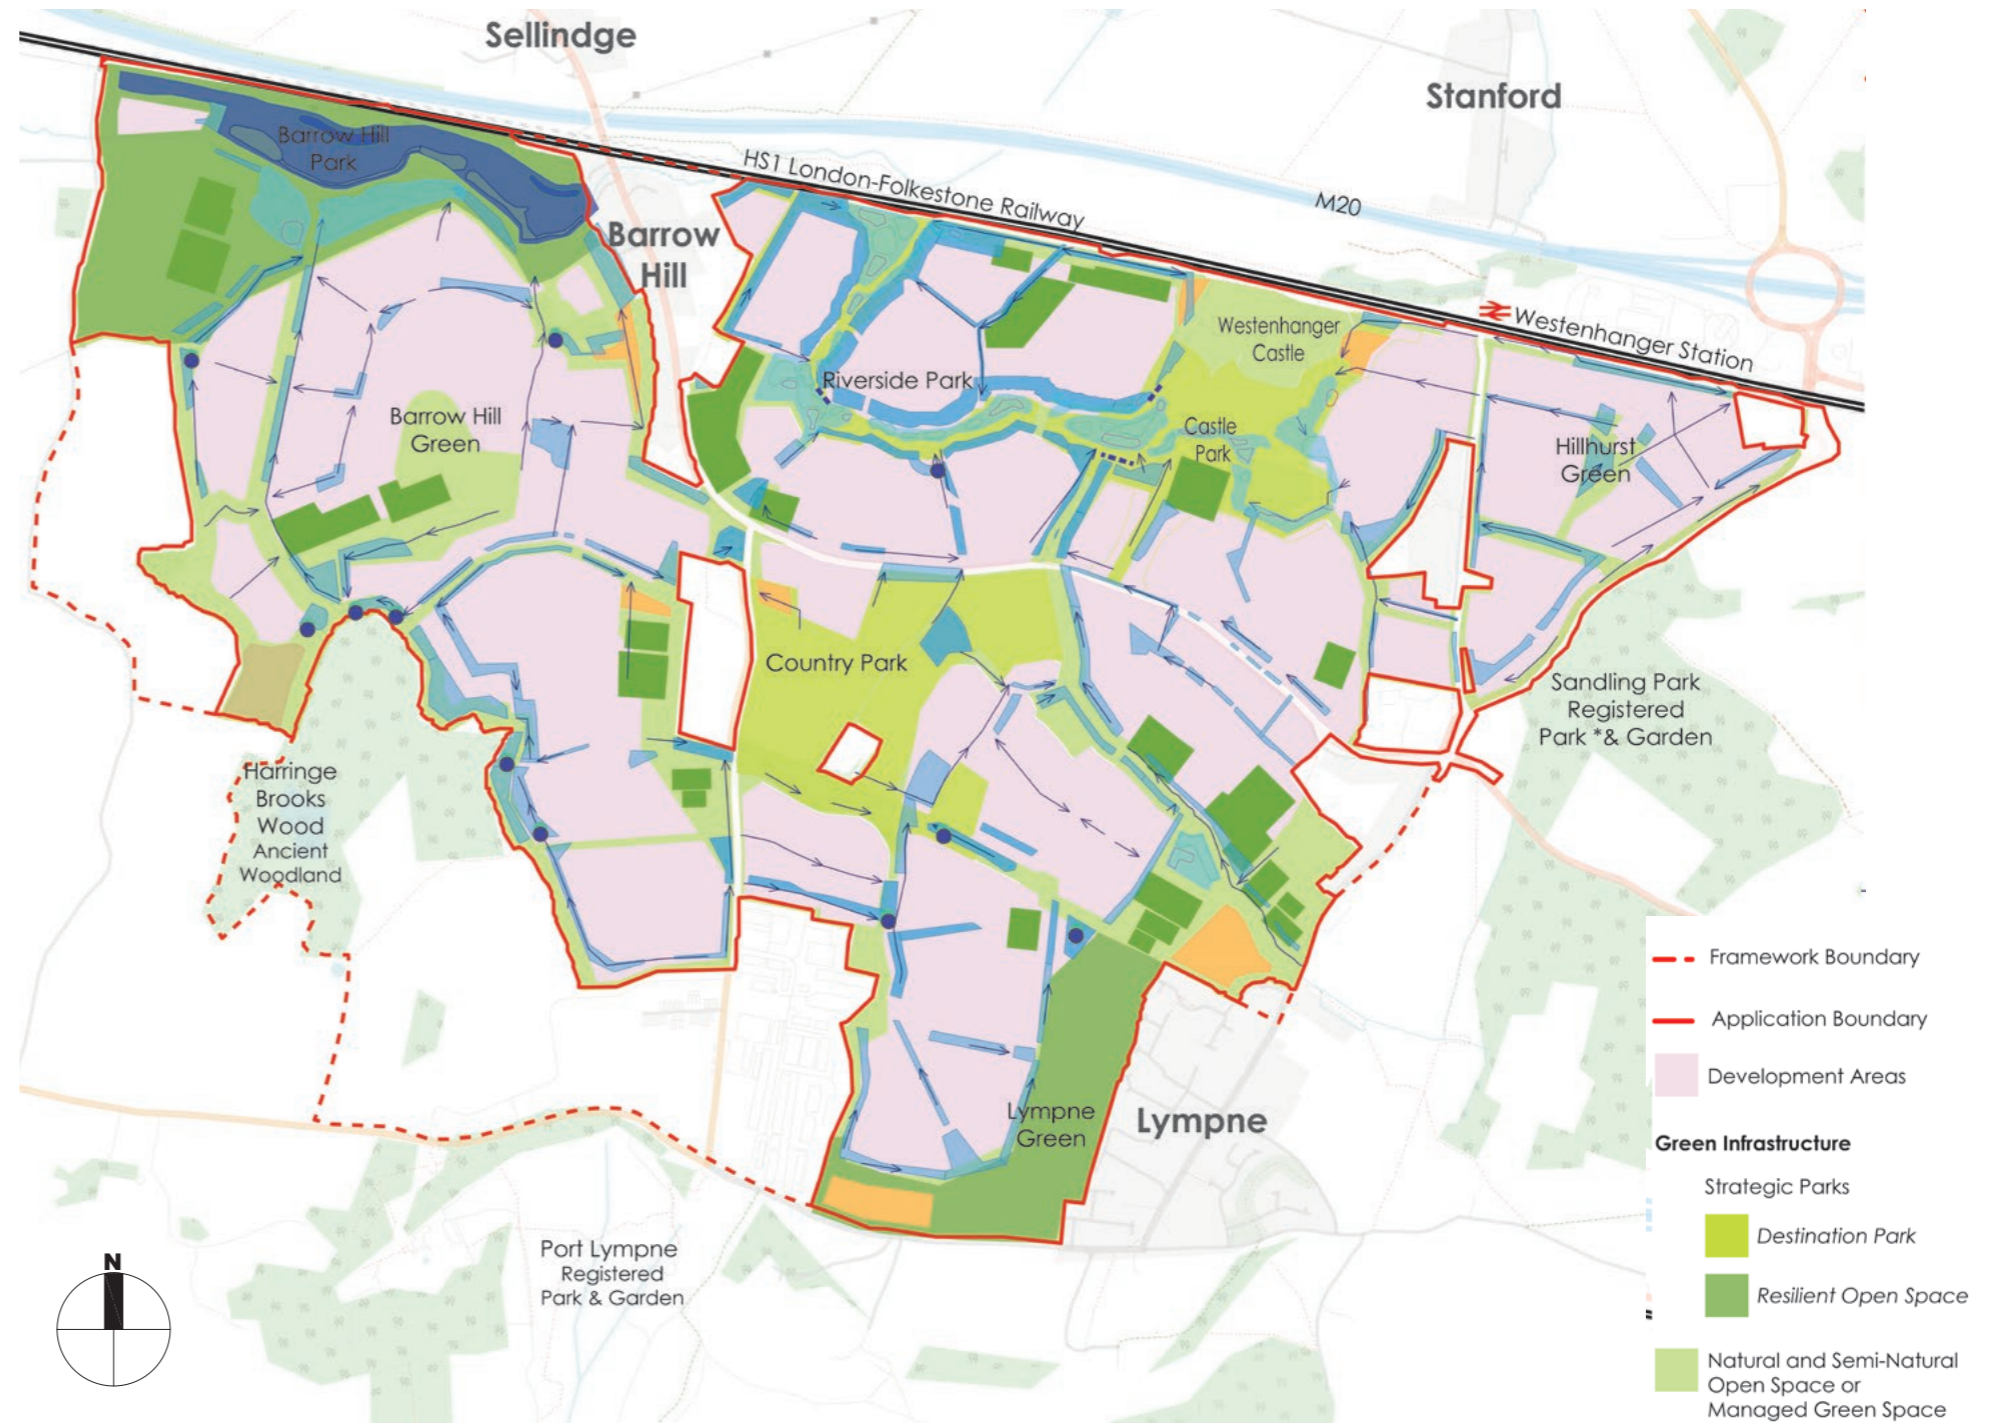 Sellindge
Stanford
Barrow Hill
Park
HS1 London-Folkestone Railway
M20
Barrow
Hill
Westenhanger
Castle
Westenhanger Station
Riverside Park
Barrow Hill
Green
Castle
Park
Hillhurst
Green
Country Park
Sandling Park
Registered
Park *& Garden
Harringe
Brooks
Wood
Ancient
Woodland
Lympne
Green
Lympne
Port Lympne
Registered
Park & Garden
N
Framework Boundary
Application Boundary
Development Areas
Green Infrastructure
Strategic Parks
Destination Park
Resilient Open Space
Natural and Semi-Natural
Open Space or
Managed Green Space